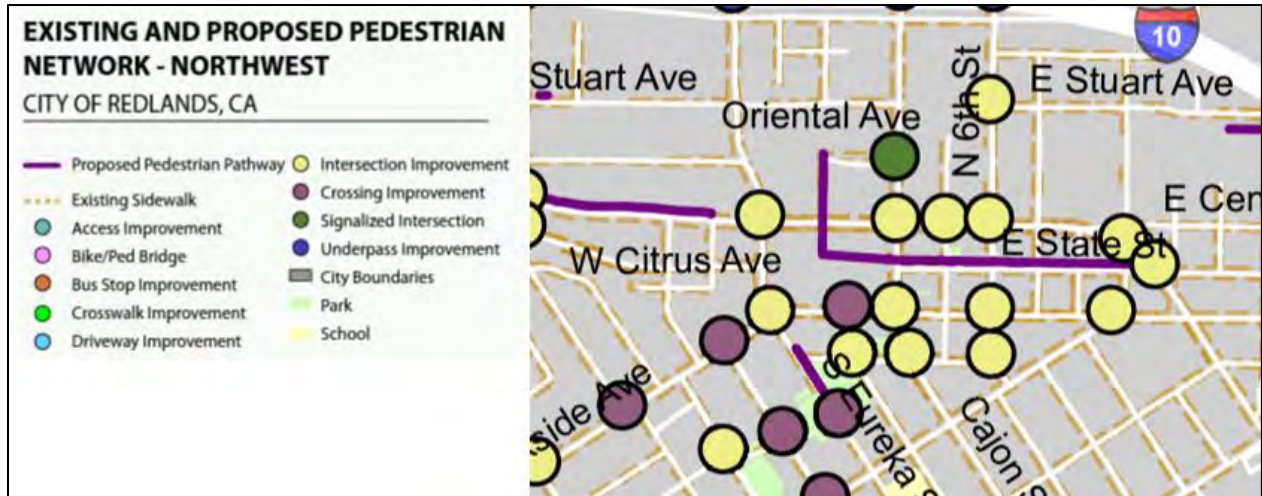 EXISTING AND PROPOSED PEDESTRIAN
NETWORK - NORTHWEST
CITY OF REDLANDS, CA
Proposed Pedestrian Pathway
Existing Sidewalk
Access Improvement
Bike/Ped Bridge
Bus Stop Improvement
Crosswalk Improvement
Driveway Improvement
Intersection Improvement
Crossing Improvement
Signalized Intersection
Underpass Improvement
City Boundaries
Park
School
10
Stuart Ave
E Stuart Ave
Oriental Ave
N 6th St
E Cen
E State St
W Citrus Ave
side Ave
S Eureka S
Cajon S